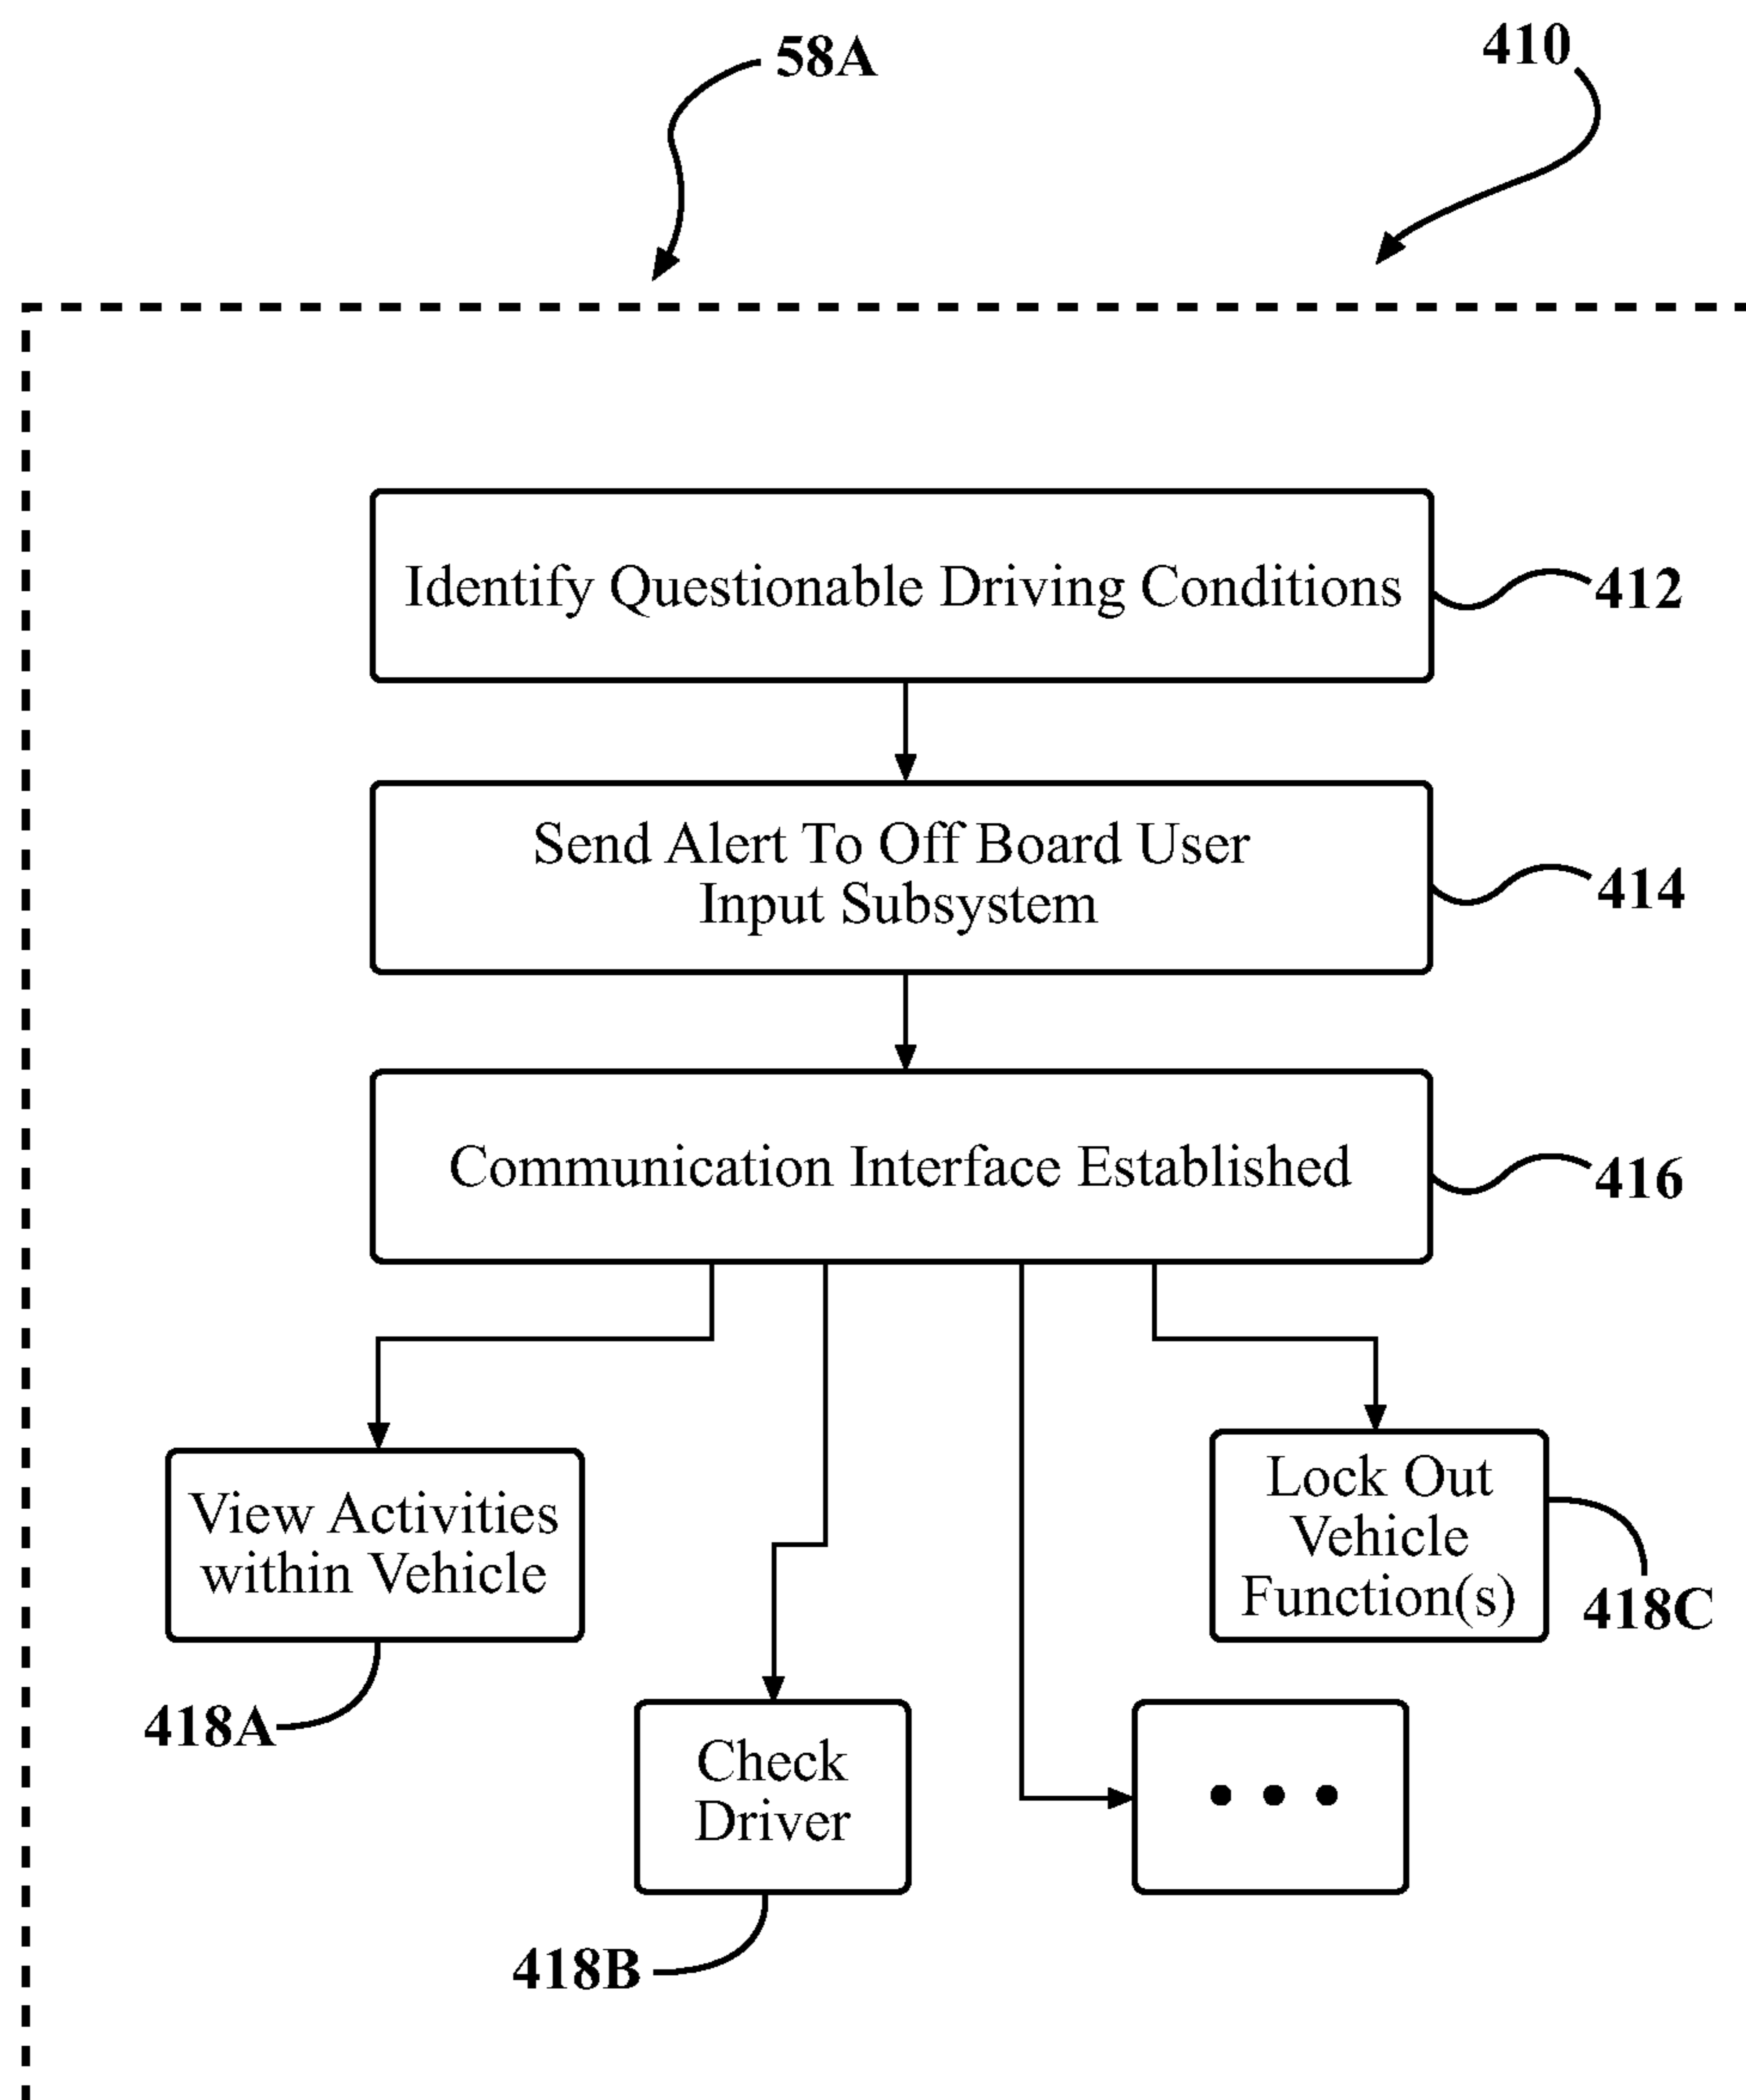 58A
410
Identify Questionable Driving Conditions
412
Send Alert To Off Board User
Input Subsystem
414
Communication Interface Established
416
View Activities
within Vehicle
418A
Lock Out
Vehicle
Function(s)
418C
Check
Driver
418B
• • •